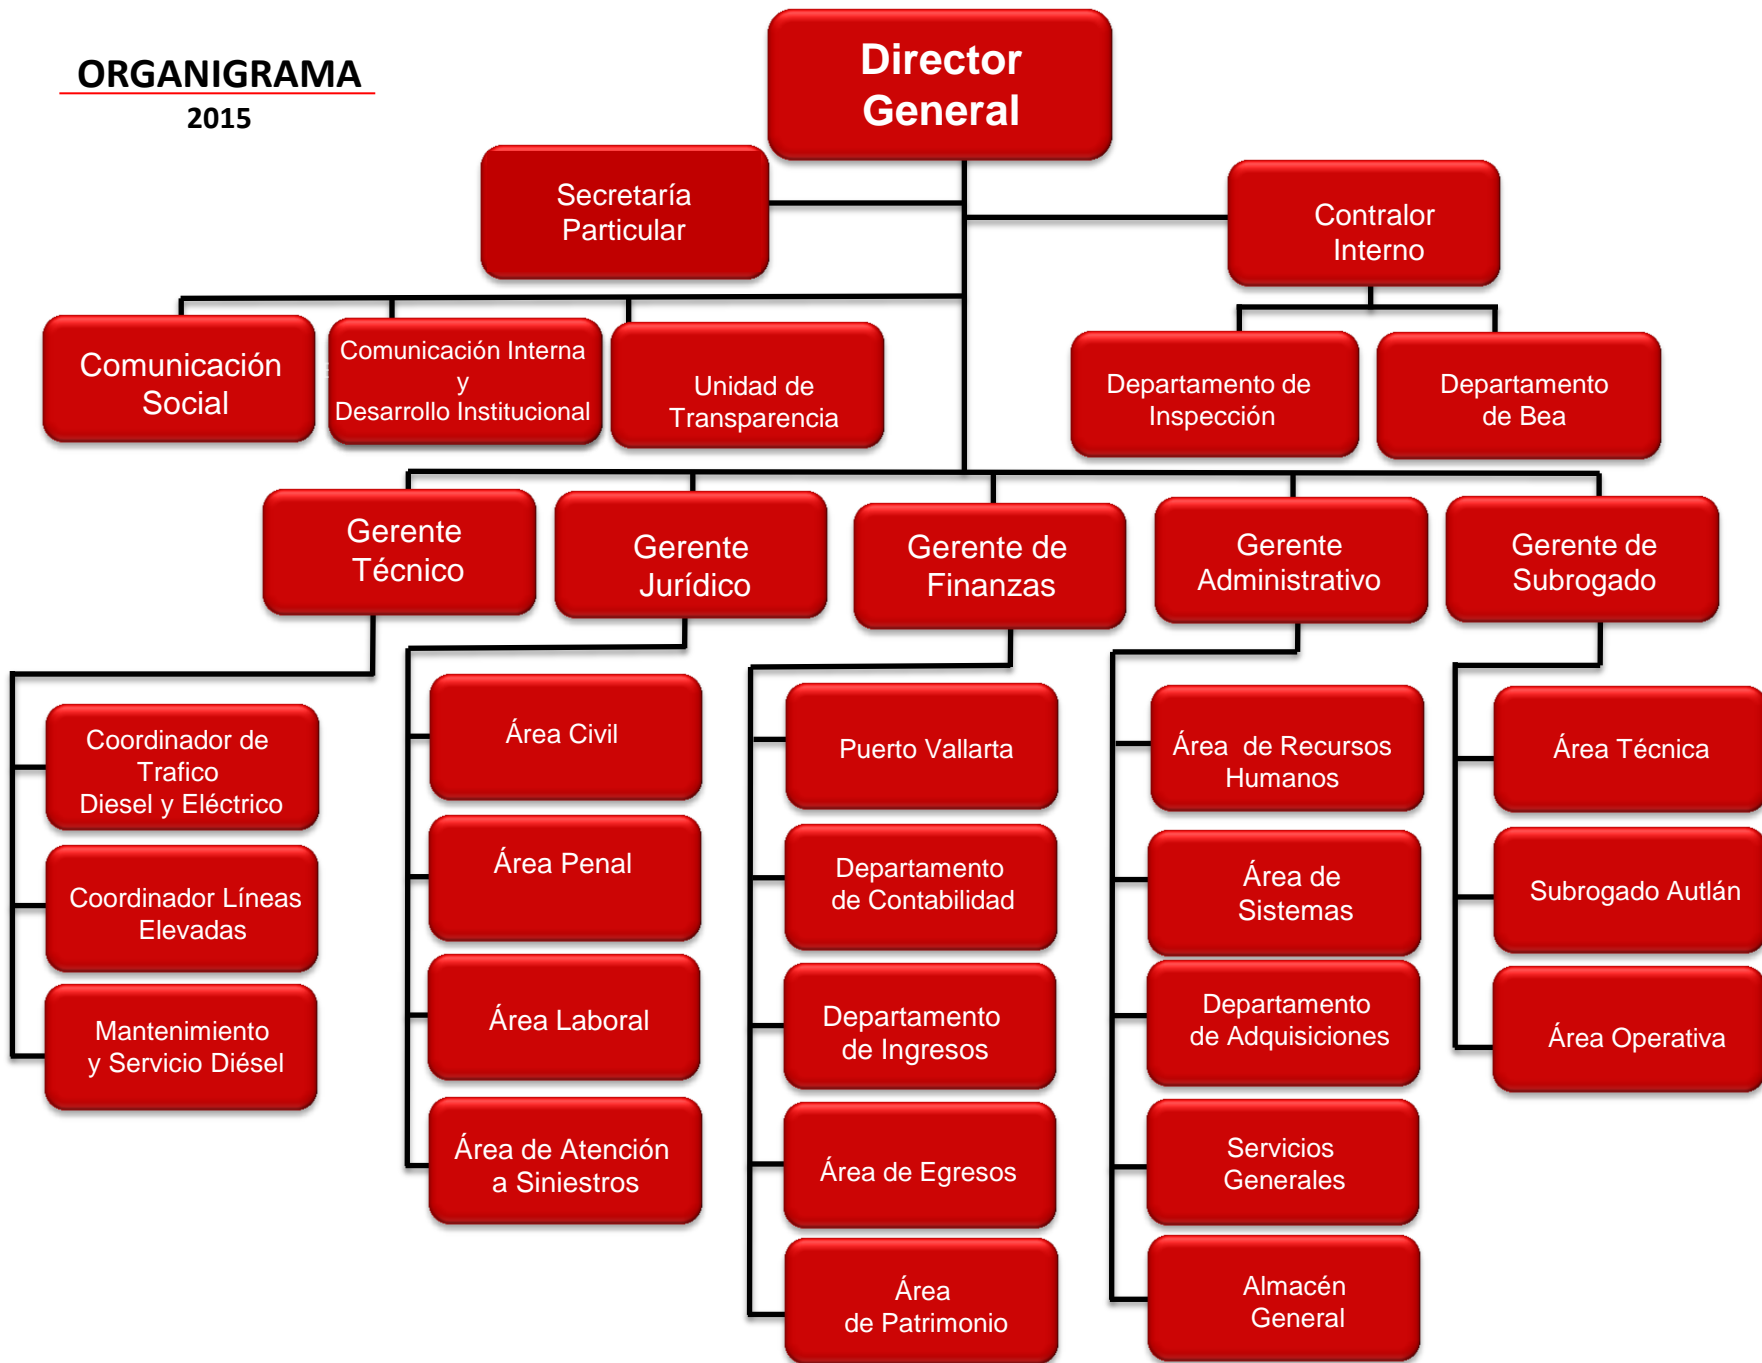 ORGANIGRAMA
2015
Director
General
Secretaría
Particular
Contralor
Interno
Comunicación
Social
Comunicación Interna
y
Desarrollo Institucional
Unidad de
Transparencia
Departamento de
Inspección
Departamento
de Bea
Gerente
Técnico
Gerente
Jurídico
Gerente de
Finanzas
Gerente
Administrativo
Gerente de
Subrogado
Coordinador de
Trafico
Diesel y Eléctrico
Coordinador Líneas
Elevadas
Mantenimiento
y Servicio Diésel
Área Civil
Área Penal
Área Laboral
Área de Atención
a Siniestros
Puerto Vallarta
Departamento
de Contabilidad
Departamento
de Ingresos
Área de Egresos
Área
de Patrimonio
Área de Recursos
Humanos
Área de
Sistemas
Departamento
de Adquisiciones
Servicios
Generales
Almacén
General
Área Técnica
Subrogado Autlán
Área Operativa